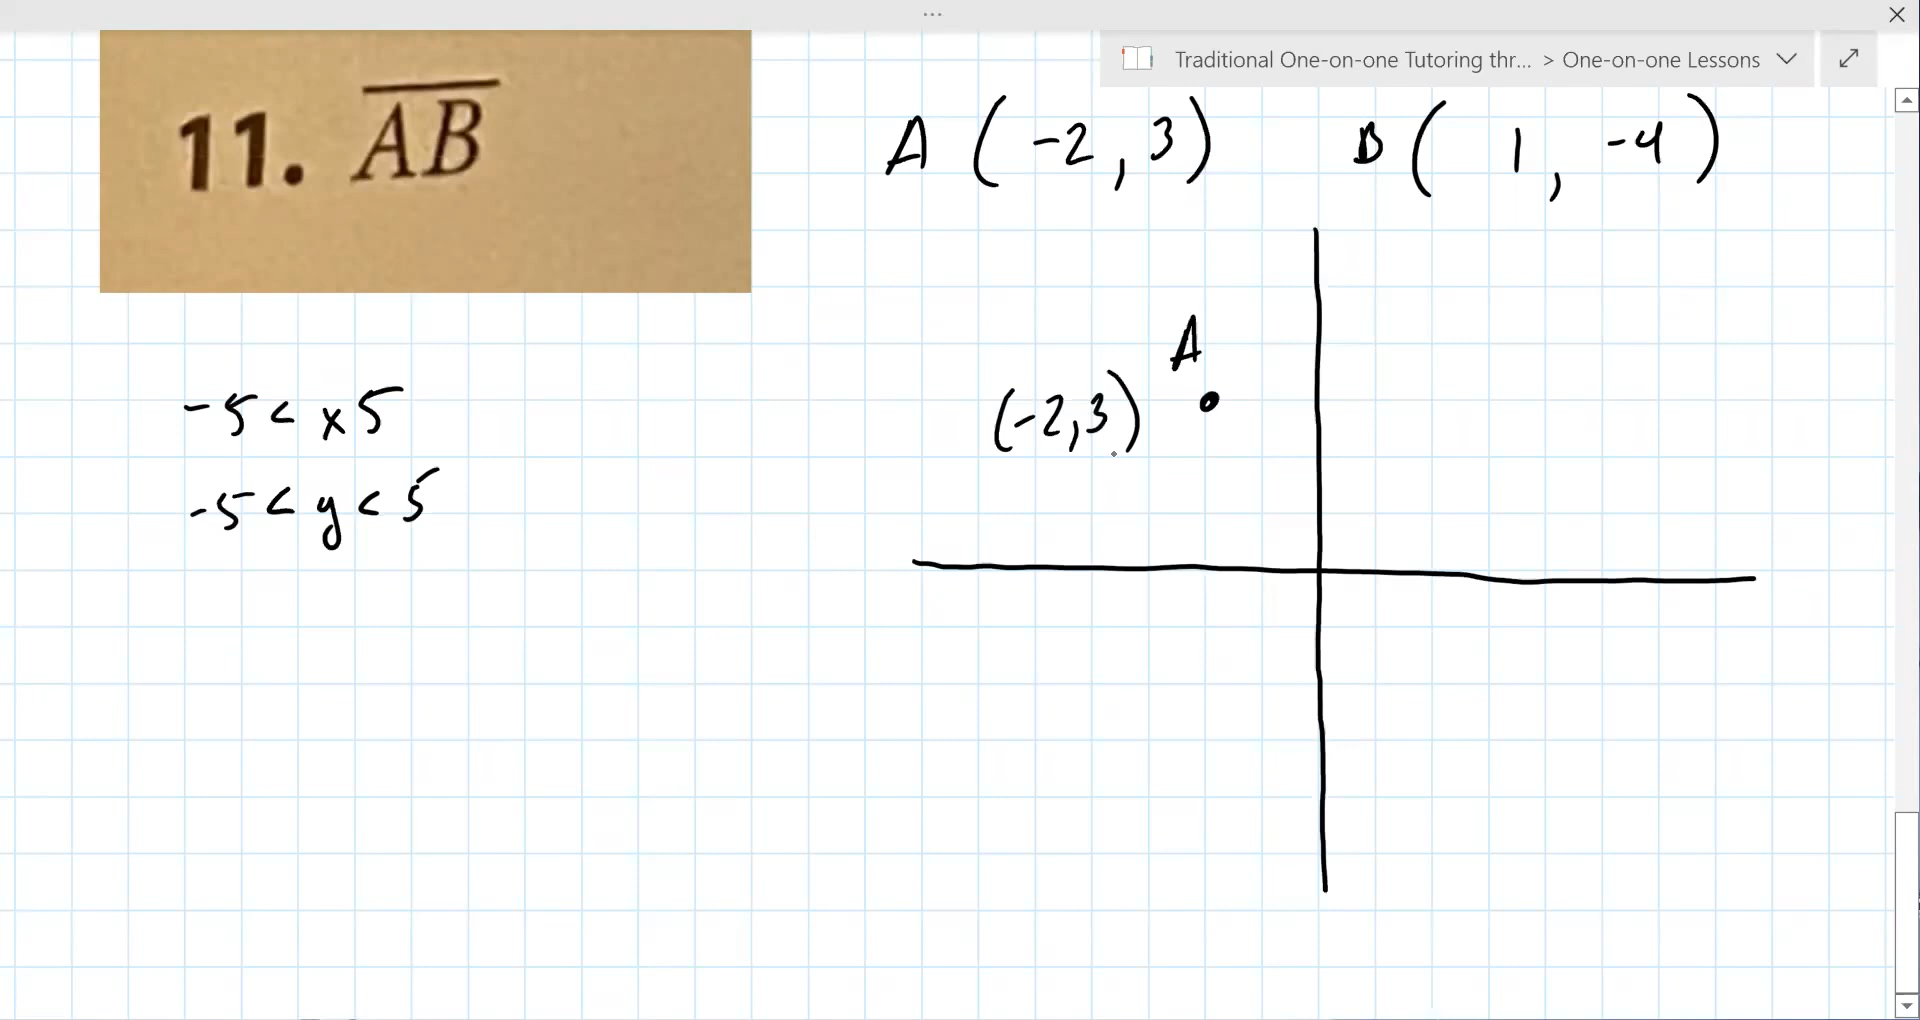 Traditional One-on-one Tutoring thr... > One-on-one Lessons
11. AB
A (-2, 3) B( 1, -4)
A
(-2,3)
-5 < x 5
-5 < y < 5